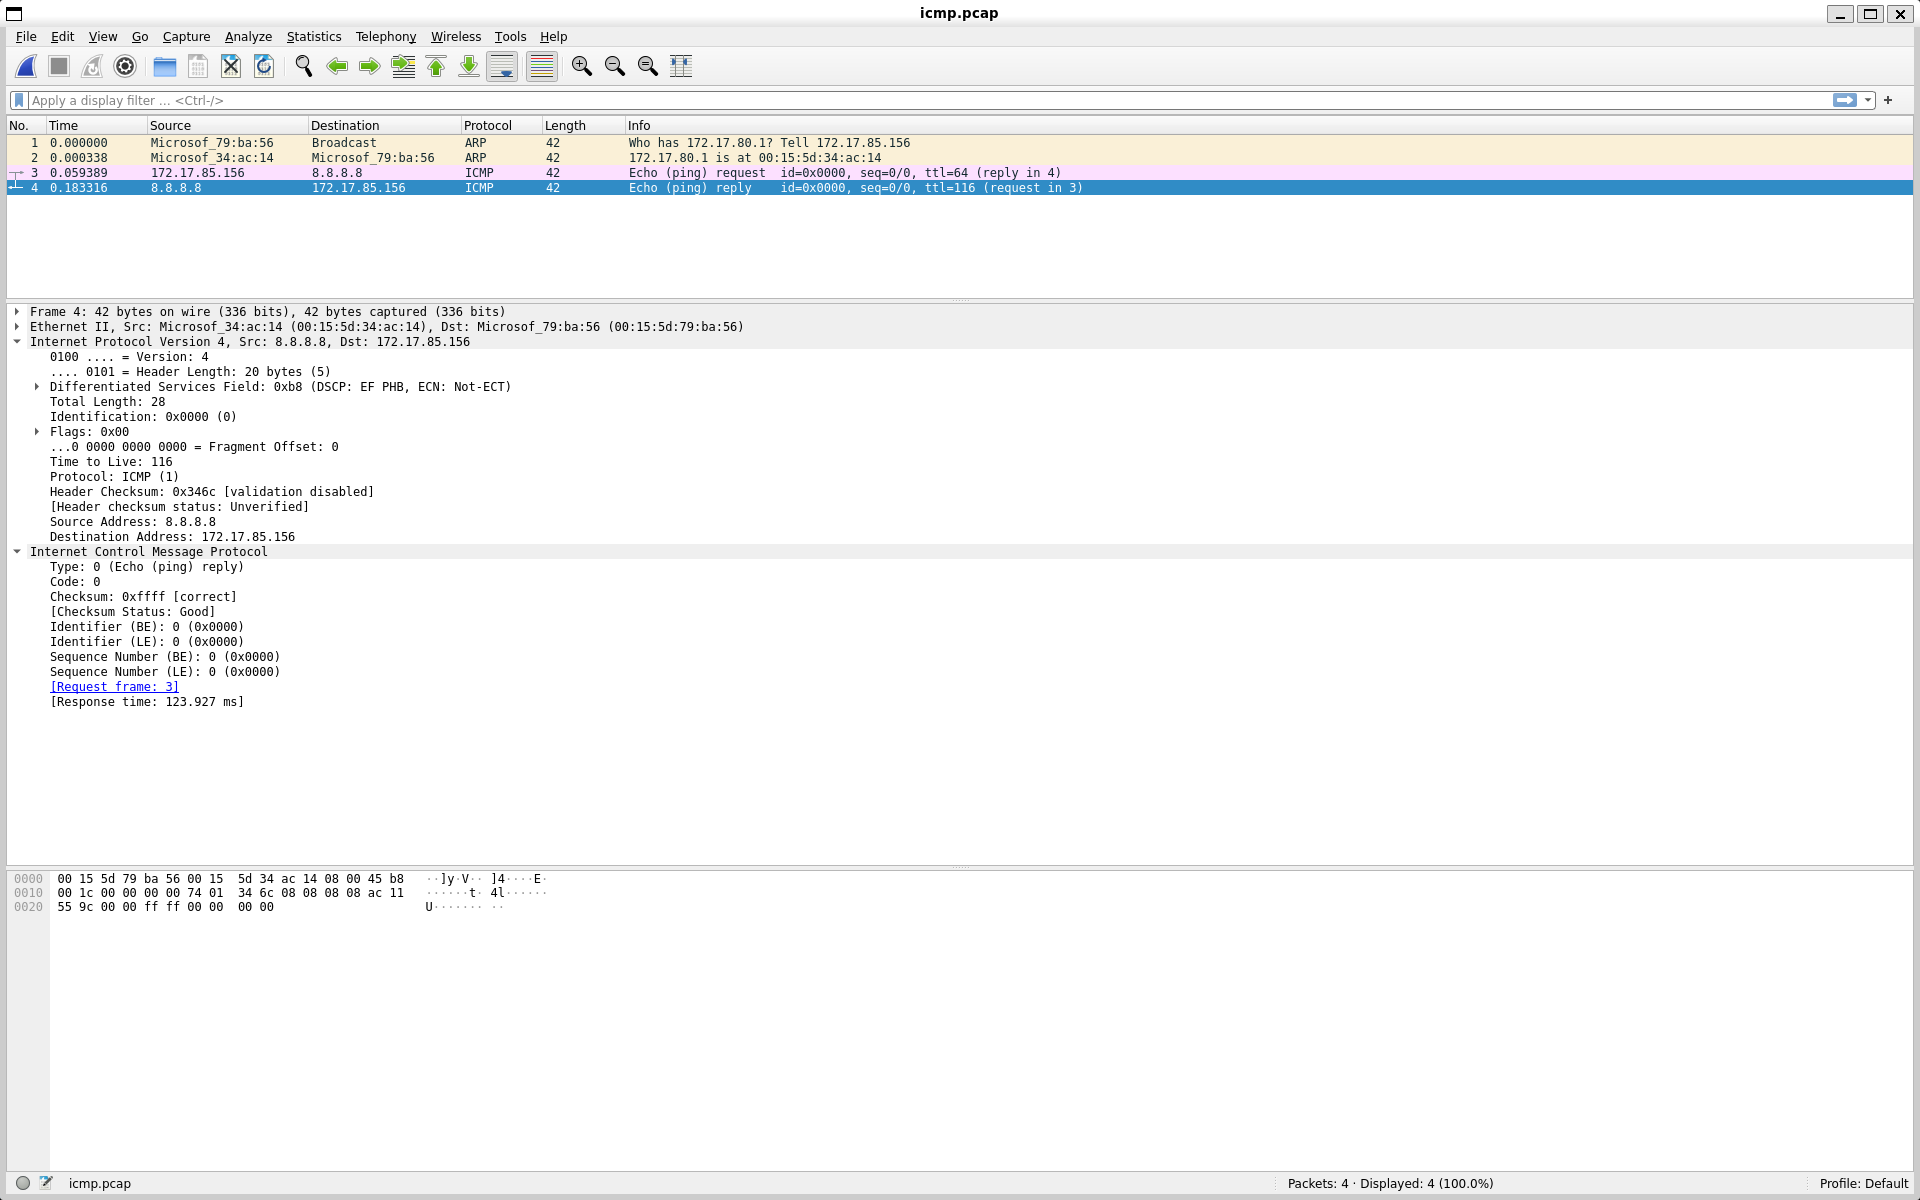 icmp.pcap
File Edit View Go Capture Analyze Statistics Telephony Wireless Tools Help
Apply a display filter ... <Ctrl-/>
No. Time Source Destination Protocol Length Info
1 0.000000 Microsof_79:ba:56 Broadcast ARP 42 Who has 172.17.80.1? Tell 172.17.85.156
2 0.000338 Microsof_34:ac:14 Microsof_79:ba:56 ARP 42 172.17.80.1 is at 00:15:5d:34:ac:14
3 0.059389 172.17.85.156 8.8.8.8 ICMP 42 Echo (ping) request id=0x0000, seq=0/0, ttl=64 (reply in 4)
4 0.183316 8.8.8.8 172.17.85.156 ICMP 42 Echo (ping) reply id=0x0000, seq=0/0, ttl=116 (request in 3)
Frame 4: 42 bytes on wire (336 bits), 42 bytes captured (336 bits)
Ethernet II, Src: Microsof_34:ac:14 (00:15:5d:34:ac:14), Dst: Microsof_79:ba:56 (00:15:5d:79:ba:56)
Internet Protocol Version 4, Src: 8.8.8.8, Dst: 172.17.85.156
0100 .... = Version: 4
.... 0101 = Header Length: 20 bytes (5)
Differentiated Services Field: 0xb8 (DSCP: EF PHB, ECN: Not-ECT)
Total Length: 28
Identification: 0x0000 (0)
Flags: 0x00
...0 0000 0000 0000 = Fragment Offset: 0
Time to Live: 116
Protocol: ICMP (1)
Header Checksum: 0x346c [validation disabled]
[Header checksum status: Unverified]
Source Address: 8.8.8.8
Destination Address: 172.17.85.156
Internet Control Message Protocol
Type: 0 (Echo (ping) reply)
Code: 0
Checksum: 0xffff [correct]
[Checksum Status: Good]
Identifier (BE): 0 (0x0000)
Identifier (LE): 0 (0x0000)
Sequence Number (BE): 0 (0x0000)
Sequence Number (LE): 0 (0x0000)
[Request frame: 3]
[Response time: 123.927 ms]
0000 00 15 5d 79 ba 56 00 15 5d 34 ac 14 08 00 45 b8 ··]y·V·· ]4····E·
0010 00 1c 00 00 00 00 74 01 34 6c 08 08 08 08 ac 11 ······t· 4l······
0020 55 9c 00 00 ff ff 00 00 00 00 U······· ··
icmp.pcap
Packets: 4 · Displayed: 4 (100.0%)
Profile: Default